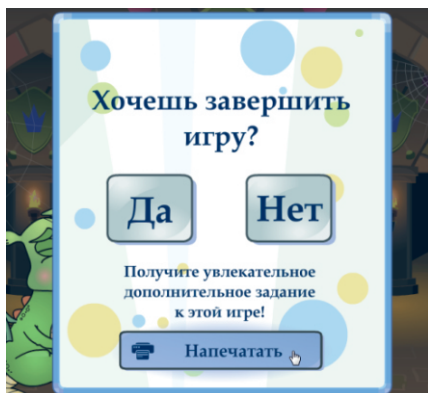 Хочешь завершить
игру?
Да Нет
Получите увлекательное
дополнительное задание
к этой игре!
Напечатать